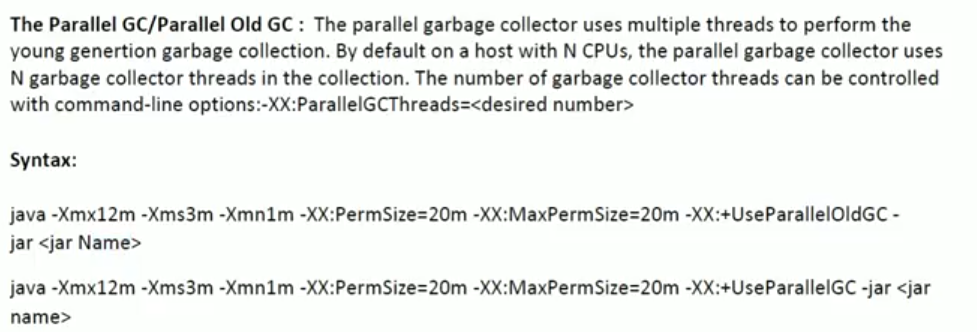 The Parallel GC/Parallel Old GC : The parallel garbage collector uses multiple threads to perform the
young genertion garbage collection. By default on a host with N CPUs, the parallel garbage collector uses
N garbage collector threads in the collection. The number of garbage collector threads can be controlled
with command-line options:-XX:ParallelGCThreads=<desired number>
Syntax:
java -Xmx12m -Xms3m -Xmn1m -XX:PermSize=20m -XX:MaxPermSize=20m -XX:+UseParallelOldGC -
jar <jar Name>
java -Xmx12m -Xms3m -Xmn1m -XX:PermSize=20m -XX:MaxPermSize=20m -XX:+UseParallelGC -jar <jar
name>